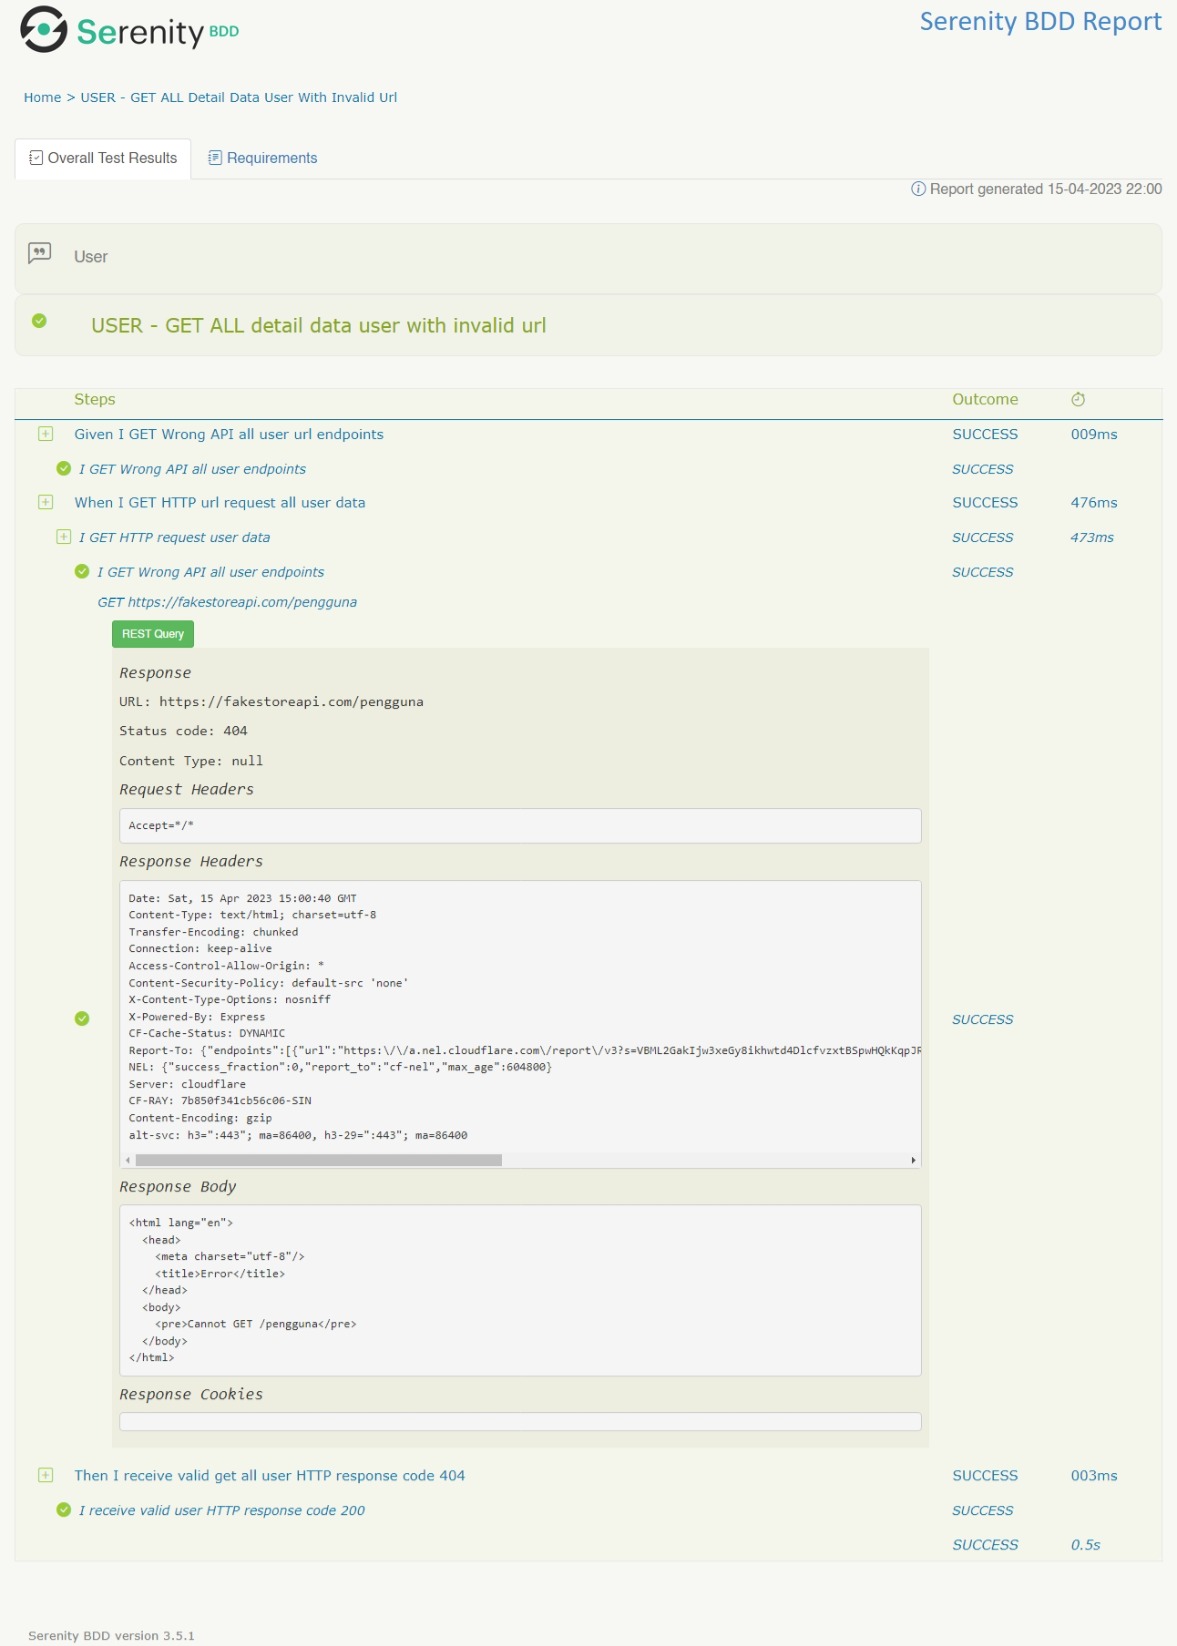 Serenity BDD
Serenity BDD Report
Home > USER - GET ALL Detail Data User With Invalid Url
Overall Test Results
Requirements
Report generated 15-04-2023 22:00
User
USER - GET ALL detail data user with invalid url
Steps Outcome
Given I GET Wrong API all user url endpoints SUCCESS 009ms
I GET Wrong API all user endpoints SUCCESS
When I GET HTTP url request all user data SUCCESS 476ms
I GET HTTP request user data SUCCESS 473ms
I GET Wrong API all user endpoints SUCCESS
GET https://fakestoreapi.com/pengguna
REST Query
Response
URL: https://fakestoreapi.com/pengguna
Status code: 404
Content Type: null
Request Headers
Accept=*/*
Response Headers
Date: Sat, 15 Apr 2023 15:00:40 GMT
Content-Type: text/html; charset=utf-8
Transfer-Encoding: chunked
Connection: keep-alive
Access-Control-Allow-Origin: *
Content-Security-Policy: default-src 'none'
X-Content-Type-Options: nosniff
X-Powered-By: Express
CF-Cache-Status: DYNAMIC
Report-To: {"endpoints":[{"url":"https:\/\/a.nel.cloudflare.com\/report\/v3?s=VBML2GakIjw3xeGy8ikhwtd4DlcfvzxtBSpwHQkKqpJR
NEL: {"success_fraction":0,"report_to":"cf-nel","max_age":604800}
Server: cloudflare
CF-RAY: 7b850f341cb56c06-SIN
Content-Encoding: gzip
alt-svc: h3=":443"; ma=86400, h3-29=":443"; ma=86400
SUCCESS
Response Body
<html lang="en">
<head>
<meta charset="utf-8"/>
<title>Error</title>
</head>
<body>
<pre>Cannot GET /pengguna</pre>
</body>
</html>
Response Cookies
Then I receive valid get all user HTTP response code 404 SUCCESS 003ms
I receive valid user HTTP response code 200 SUCCESS
SUCCESS 0.5s
Serenity BDD version 3.5.1